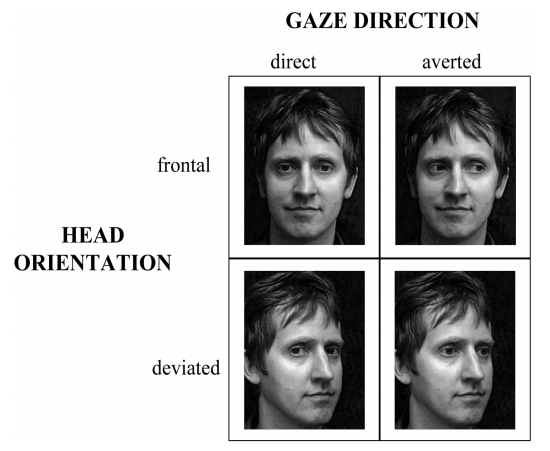 GAZE DIRECTION
direct averted
frontal
HEAD
ORIENTATION
deviated